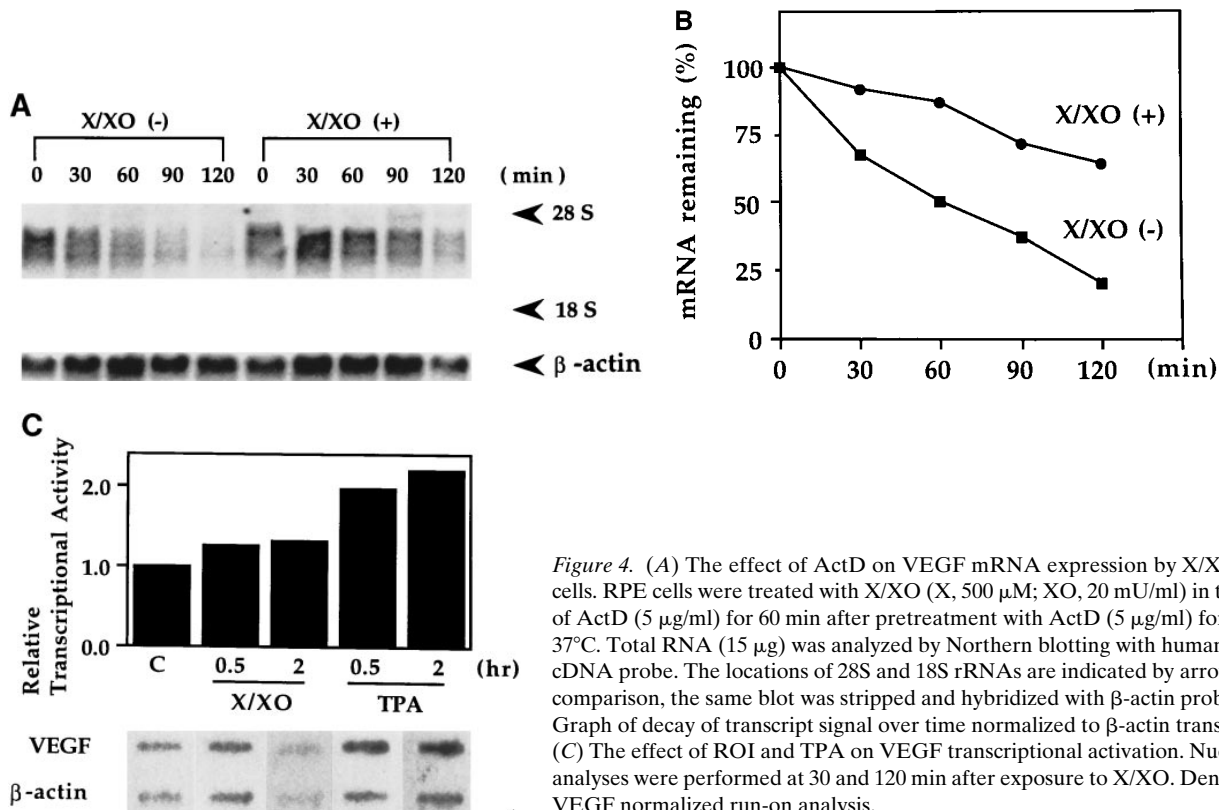 A
X/XO (-) X/XO (+)
0 30 60 90 120 0 30 60 90 120 (min)
28 S
18 S
β-actin
B
mRNA remaining (%)
100
75
50
25
0
X/XO (+)
X/XO (-)
0 30 60 90 120 (min)
C
Relative
Transcriptional Activity
2.0
1.0
0.0
C 0.5 2 0.5 2 (hr)
X/XO TPA
VEGF
β-actin
Figure 4. (A) The effect of ActD on VEGF mRNA expression by X/X
cells. RPE cells were treated with X/XO (X, 500 μM; XO, 20 mU/ml) in t
of ActD (5 μg/ml) for 60 min after pretreatment with ActD (5 μg/ml) for
37°C. Total RNA (15 μg) was analyzed by Northern blotting with human
cDNA probe. The locations of 28S and 18S rRNAs are indicated by arro
comparison, the same blot was stripped and hybridized with β-actin prob
Graph of decay of transcript signal over time normalized to β-actin trans
(C) The effect of ROI and TPA on VEGF transcriptional activation. Nuc
analyses were performed at 30 and 120 min after exposure to X/XO. Den
VEGF normalized run-on analysis.